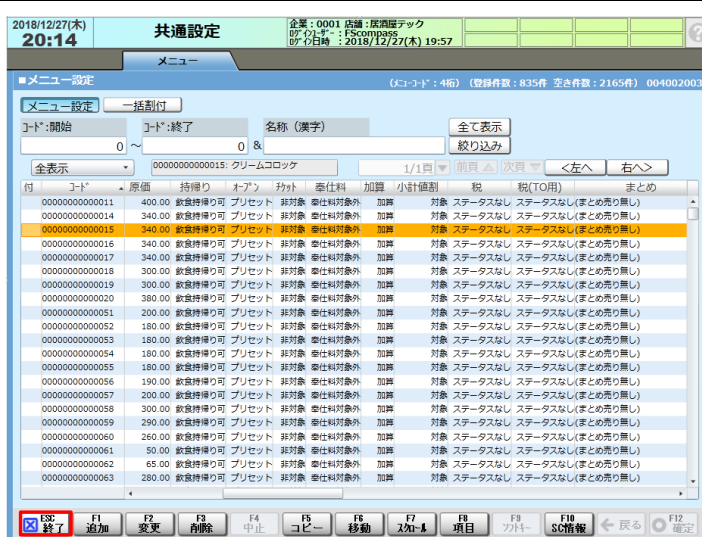 2018/12/27(木)
20:14
共通設定
企業：0001 店舗：居酒屋テック
ﾛｸﾞｲﾝﾕｰｻﾞｰ：FScompass
ﾛｸﾞｲﾝ日時 ：2018/12/27(木) 19:57
メニュー
■メニュー設定 (ﾒﾆｭｰｺｰﾄﾞ：4桁) (登録件数：835件 空き件数：2165件) 004002003
メニュー設定 一括割付
ｺｰﾄﾞ:開始 ｺｰﾄﾞ:終了 名称（漢字） 全て表示
0 ～ 0 & 絞り込み
全表示 00000000000015: クリームコロッケ 1/1頁 前頁 次頁 <左へ 右へ>
付 ｺｰﾄﾞ 原価 持帰り ｵｰﾌﾟﾝ ﾁｹｯﾄ 奉仕料 加算 小計値割 税 税(TO用) まとめ
00000000000011 400.00 飲食持帰り可 プリセット 非対象 奉仕料対象外 加算 対象 ステータスなし ステータスなし (まとめ売り無し)
00000000000014 340.00 飲食持帰り可 プリセット 非対象 奉仕料対象外 加算 対象 ステータスなし ステータスなし (まとめ売り無し)
00000000000015 340.00 飲食持帰り可 プリセット 非対象 奉仕料対象外 加算 対象 ステータスなし ステータスなし (まとめ売り無し)
00000000000016 340.00 飲食持帰り可 プリセット 非対象 奉仕料対象外 加算 対象 ステータスなし ステータスなし (まとめ売り無し)
00000000000017 340.00 飲食持帰り可 プリセット 非対象 奉仕料対象外 加算 対象 ステータスなし ステータスなし (まとめ売り無し)
00000000000018 300.00 飲食持帰り可 プリセット 非対象 奉仕料対象外 加算 対象 ステータスなし ステータスなし (まとめ売り無し)
00000000000019 300.00 飲食持帰り可 プリセット 非対象 奉仕料対象外 加算 対象 ステータスなし ステータスなし (まとめ売り無し)
00000000000020 380.00 飲食持帰り可 プリセット 非対象 奉仕料対象外 加算 対象 ステータスなし ステータスなし (まとめ売り無し)
00000000000051 200.00 飲食持帰り可 プリセット 非対象 奉仕料対象外 加算 対象 ステータスなし ステータスなし (まとめ売り無し)
00000000000052 180.00 飲食持帰り可 プリセット 非対象 奉仕料対象外 加算 対象 ステータスなし ステータスなし (まとめ売り無し)
00000000000053 180.00 飲食持帰り可 プリセット 非対象 奉仕料対象外 加算 対象 ステータスなし ステータスなし (まとめ売り無し)
00000000000054 180.00 飲食持帰り可 プリセット 非対象 奉仕料対象外 加算 対象 ステータスなし ステータスなし (まとめ売り無し)
00000000000055 180.00 飲食持帰り可 プリセット 非対象 奉仕料対象外 加算 対象 ステータスなし ステータスなし (まとめ売り無し)
00000000000056 190.00 飲食持帰り可 プリセット 非対象 奉仕料対象外 加算 対象 ステータスなし ステータスなし (まとめ売り無し)
00000000000057 200.00 飲食持帰り可 プリセット 非対象 奉仕料対象外 加算 対象 ステータスなし ステータスなし (まとめ売り無し)
00000000000058 300.00 飲食持帰り可 プリセット 非対象 奉仕料対象外 加算 対象 ステータスなし ステータスなし (まとめ売り無し)
00000000000059 290.00 飲食持帰り可 プリセット 非対象 奉仕料対象外 加算 対象 ステータスなし ステータスなし (まとめ売り無し)
00000000000060 260.00 飲食持帰り可 プリセット 非対象 奉仕料対象外 加算 対象 ステータスなし ステータスなし (まとめ売り無し)
00000000000061 50.00 飲食持帰り可 プリセット 非対象 奉仕料対象外 加算 対象 ステータスなし ステータスなし (まとめ売り無し)
00000000000062 65.00 飲食持帰り可 プリセット 非対象 奉仕料対象外 加算 対象 ステータスなし ステータスなし (まとめ売り無し)
00000000000063 280.00 飲食持帰り可 プリセット 非対象 奉仕料対象外 加算 対象 ステータスなし ステータスなし (まとめ売り無し)
ESC F1 F2 F3 F4 F5 F6 F7 F8 F9 F10 F12
終了 追加 変更 削除 中止 コピー 移動 ｽｸﾛｰﾙ 項目 ｿﾌﾄｷｰ SC情報 戻る 確定